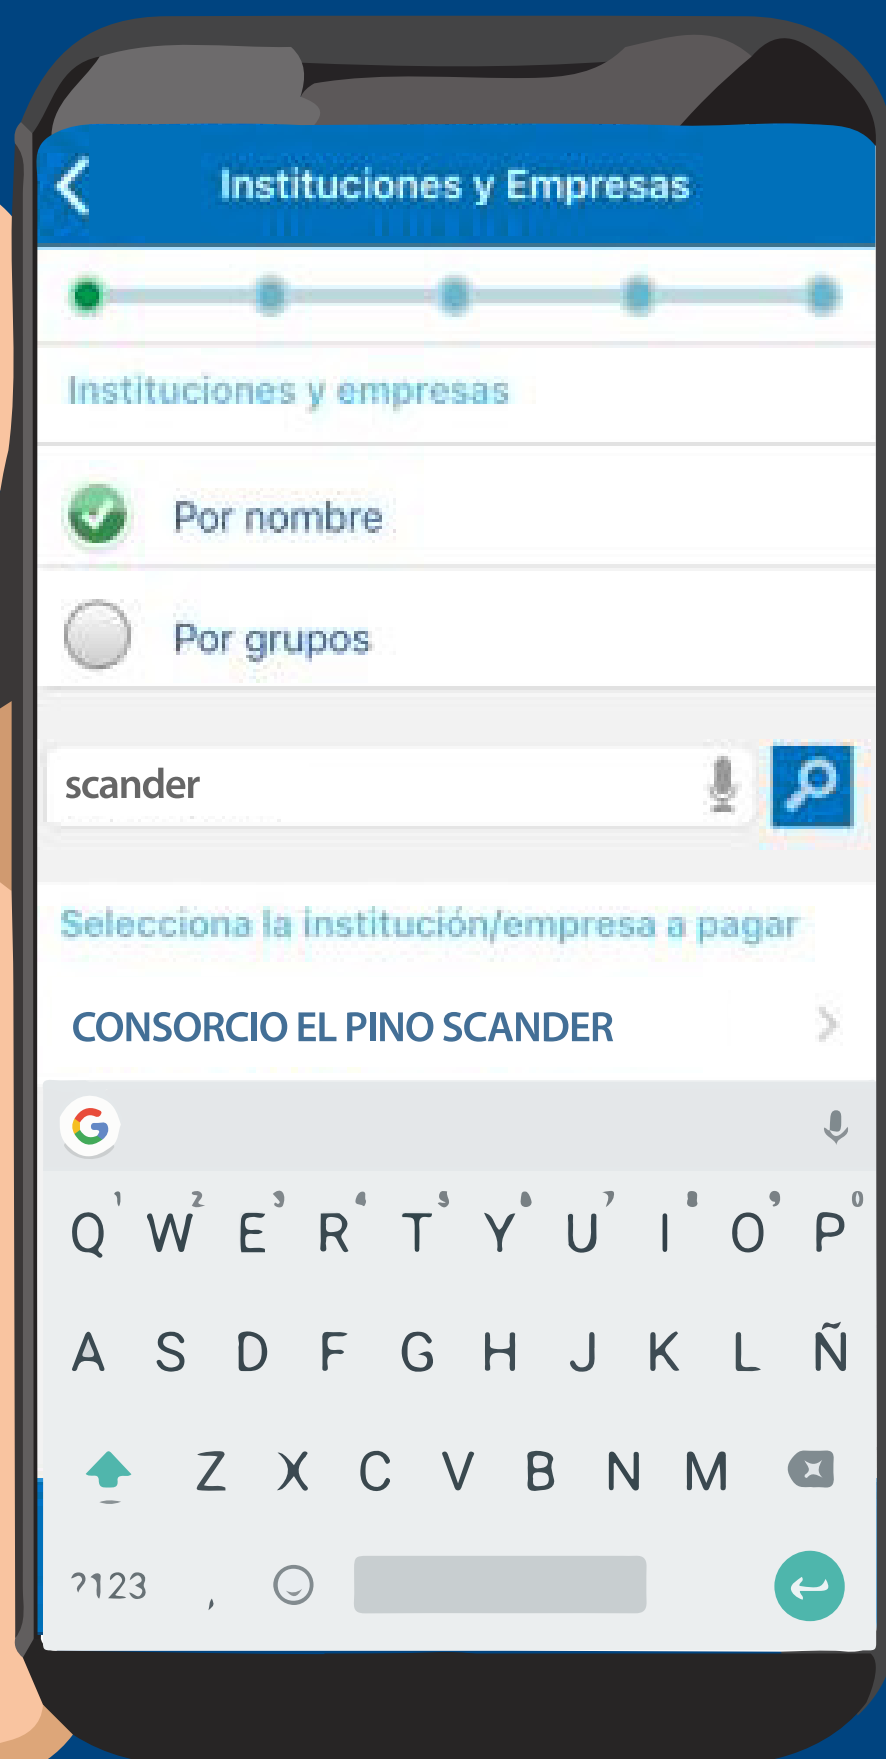 Instituciones y Empresas
Instituciones y empresas
Por nombre
Por grupos
scander
Selecciona la institución/empresa a pagar
CONSORCIO EL PINO SCANDER
G
1 2 3 4 5 6 7 8 9 0
Q W E R T Y U I O P
A S D F G H J K L Ñ
Z X C V B N M
?123 ,